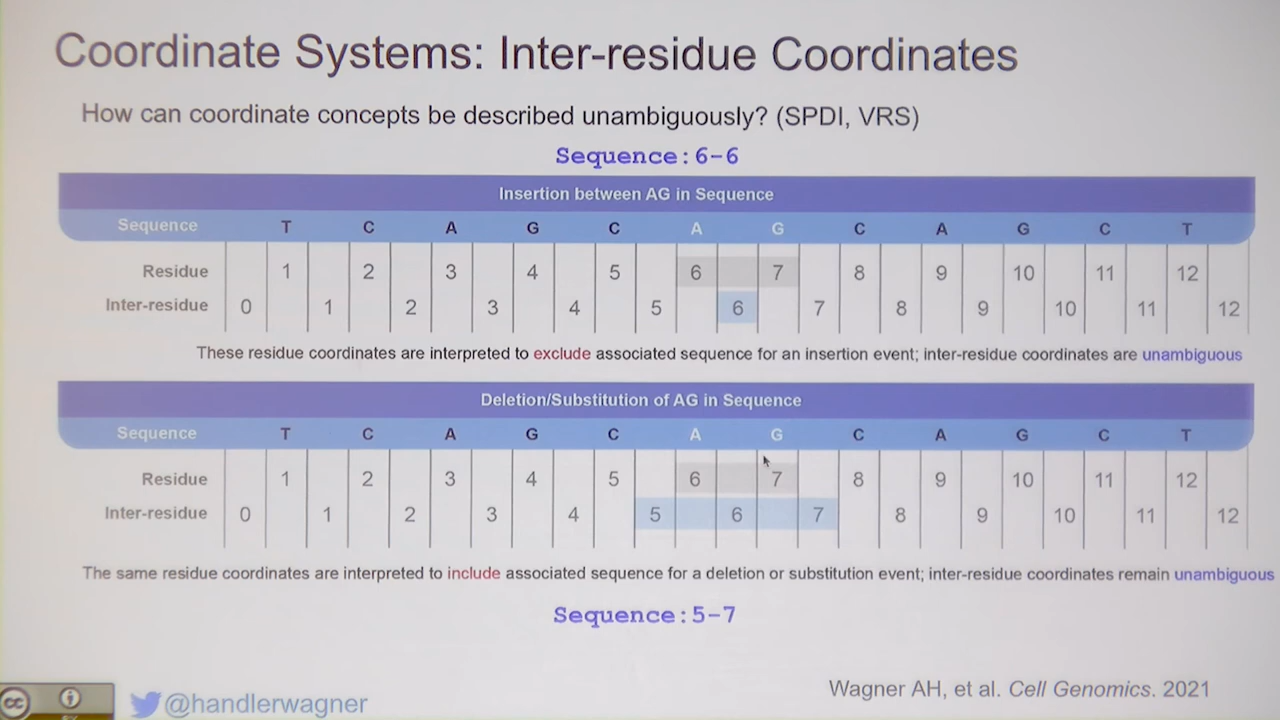 Coordinate Systems: Inter-residue Coordinates
How can coordinate concepts be described unambiguously? (SPDI, VRS)
Sequence:6-6
Insertion between AG in Sequence
Sequence T C A G C A G C A G C T
Residue 1 2 3 4 5 6 7 8 9 10 11 12
Inter-residue 0 1 2 3 4 5 6 7 8 9 10 11 12
These residue coordinates are interpreted to exclude associated sequence for an insertion event; inter-residue coordinates are unambiguous
Deletion/Substitution of AG in Sequence
Sequence T C A G C A G C A G C T
Residue 1 2 3 4 5 6 7 8 9 10 11 12
Inter-residue 0 1 2 3 4 5 6 7 8 9 10 11 12
The same residue coordinates are interpreted to include associated sequence for a deletion or substitution event; inter-residue coordinates remain unambiguous
Sequence:5-7
cc
@handlerwagner
Wagner AH, et al. Cell Genomics. 2021